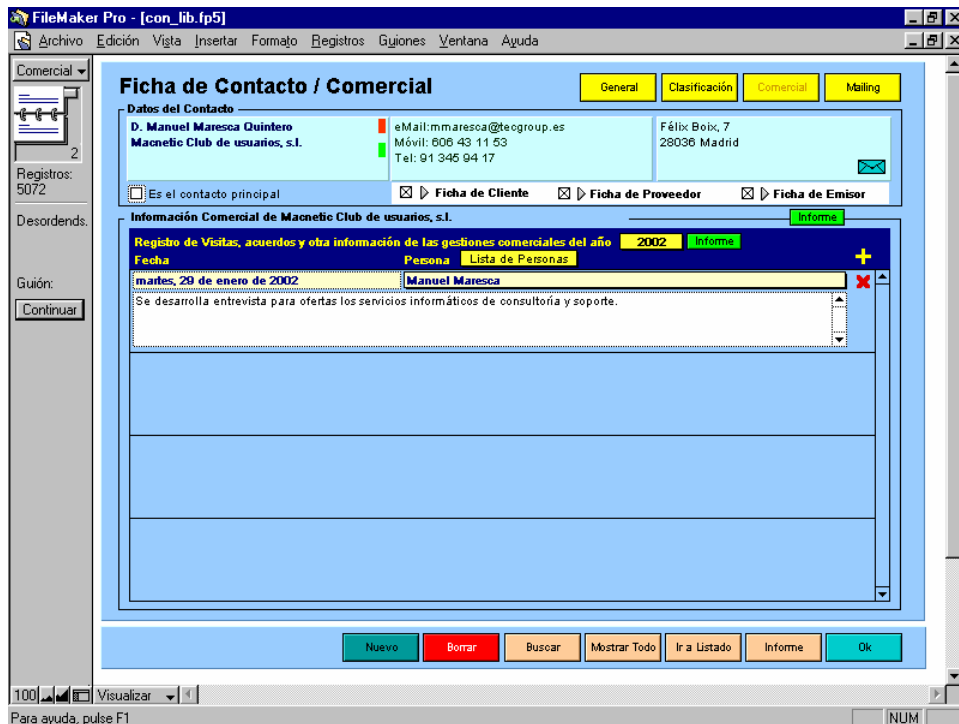 FileMaker Pro - [con_lib.fp5]
Archivo Edición Vista Insertar Formato Registros Guiones Ventana Ayuda
Comercial
2
Registros:
5072
Desordends.
Guión:
Continuar
Ficha de Contacto / Comercial
General Clasificación Comercial Mailing
Datos del Contacto
D. Manuel Maresca Quintero
Macnetic Club de usuarios, s.l.
eMail:mmaresca@tecgroup.es
Móvil: 606 43 11 53
Tel: 91 345 94 17
Félix Boix, 7
28036 Madrid
Es el contacto principal
Ficha de Cliente Ficha de Proveedor Ficha de Emisor
Información Comercial de Macnetic Club de usuarios, s.l. Informe
Registro de Visitas, acuerdos y otra información de las gestiones comerciales del año 2002 Informe
Fecha Persona Lista de Personas +
martes, 29 de enero de 2002 Manuel Maresca
Se desarrolla entrevista para ofertas los servicios informáticos de consultoría y soporte.
Nuevo Borrar Buscar Mostrar Todo Ir a Listado Informe Ok
100 Visualizar
Para ayuda, pulse F1 NUM